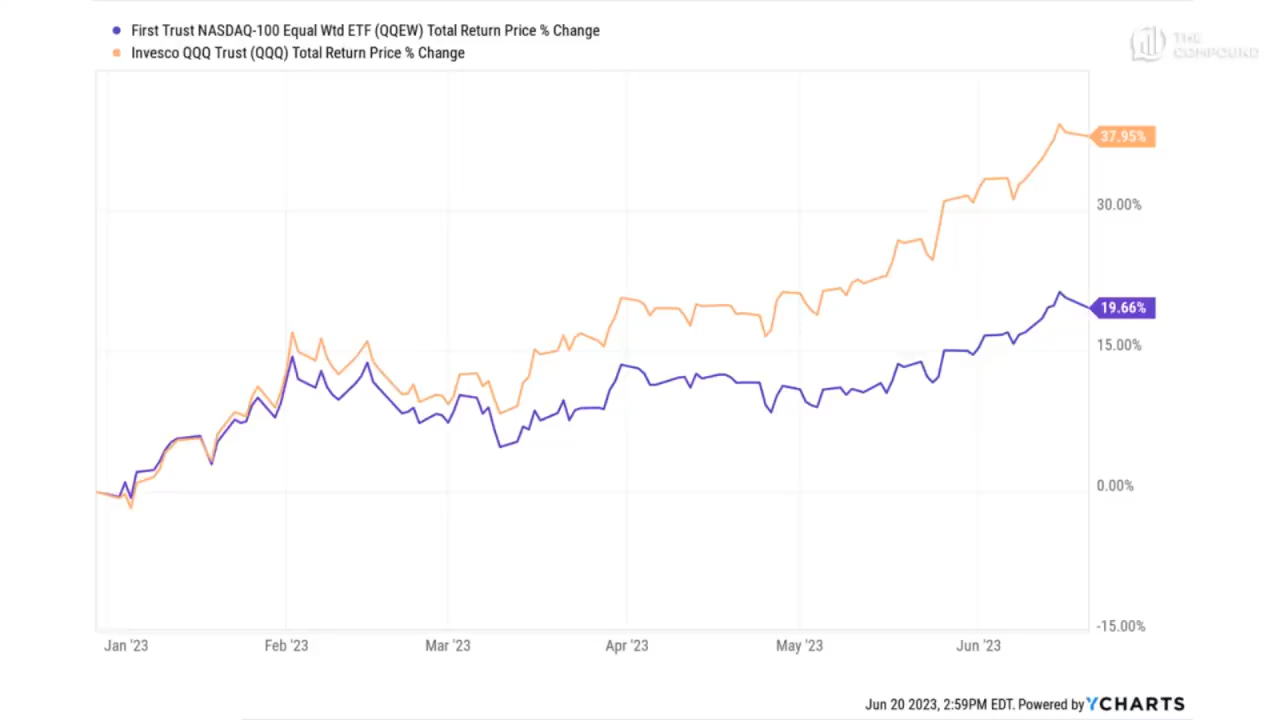 First Trust NASDAQ-100 Equal Wtd ETF (QQEW) Total Return Price % Change
Invesco QQQ Trust (QQQ) Total Return Price % Change
THE
COMPOUND
37.95%
30.00%
19.66%
15.00%
0.00%
-15.00%
Jan '23
Feb '23
Mar '23
Apr '23
May '23
Jun '23
Jun 20 2023, 2:59PM EDT. Powered by YCHARTS